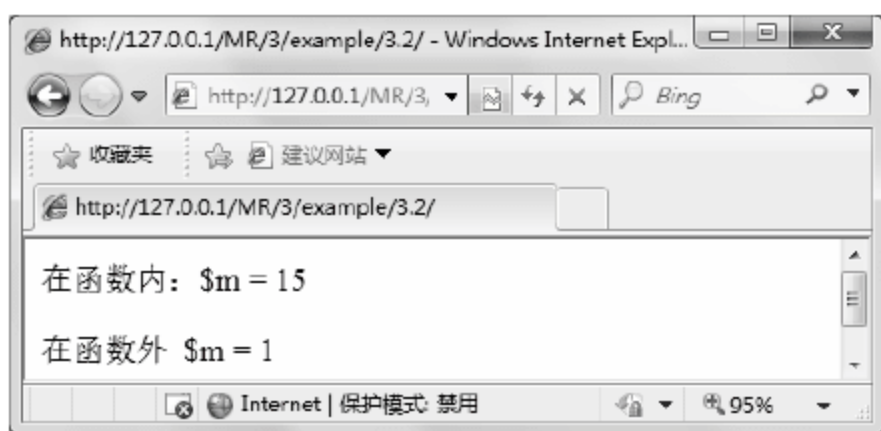 http://127.0.0.1/MR/3/example/3.2/ - Windows Internet Expl...
http://127.0.0.1/MR/3, Bing
收藏夹 建议网站
http://127.0.0.1/MR/3/example/3.2/
在函数内：$m = 15
在函数外 $m = 1
Internet | 保护模式: 禁用 95%